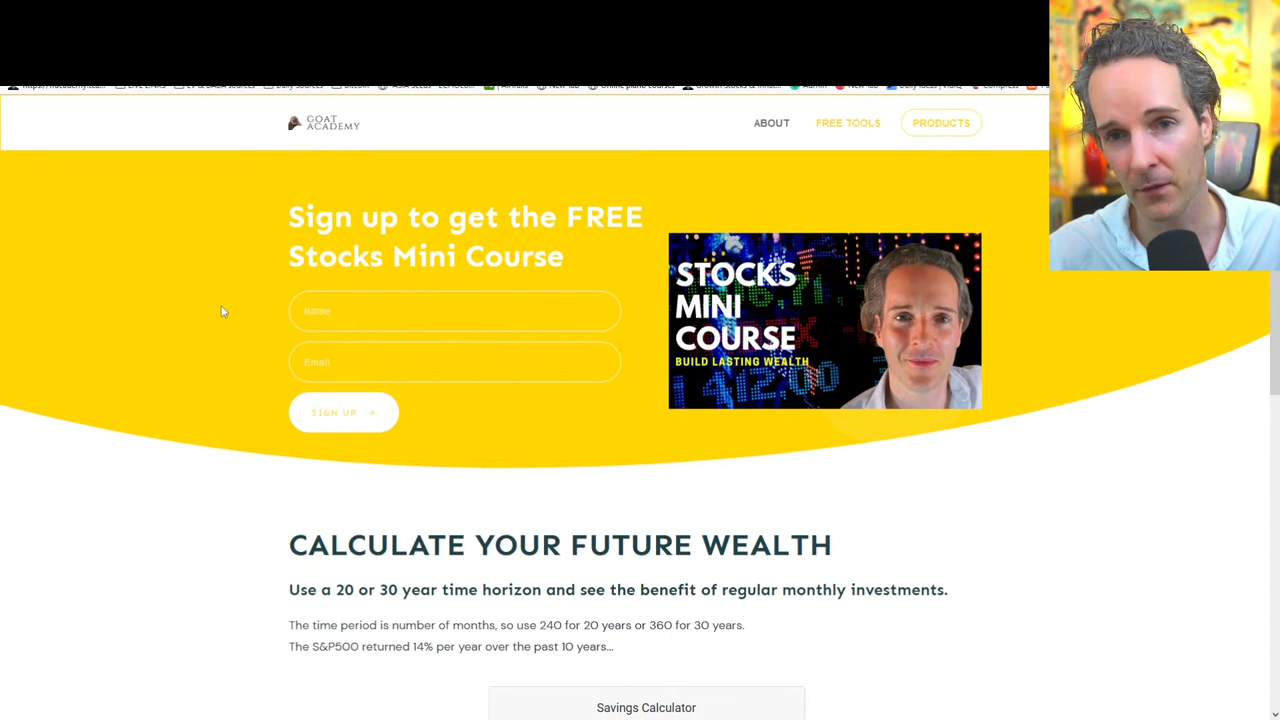 GOAT
ACADEMY
ABOUT
FREE TOOLS
PRODUCTS
Sign up to get the FREE
Stocks Mini Course
Name
Email
SIGN UP →
STOCKS
MINI
COURSE
BUILD LASTING WEALTH
1412.00
CALCULATE YOUR FUTURE WEALTH
Use a 20 or 30 year time horizon and see the benefit of regular monthly investments.
The time period is number of months, so use 240 for 20 years or 360 for 30 years.
The S&P500 returned 14% per year over the past 10 years...
Savings Calculator